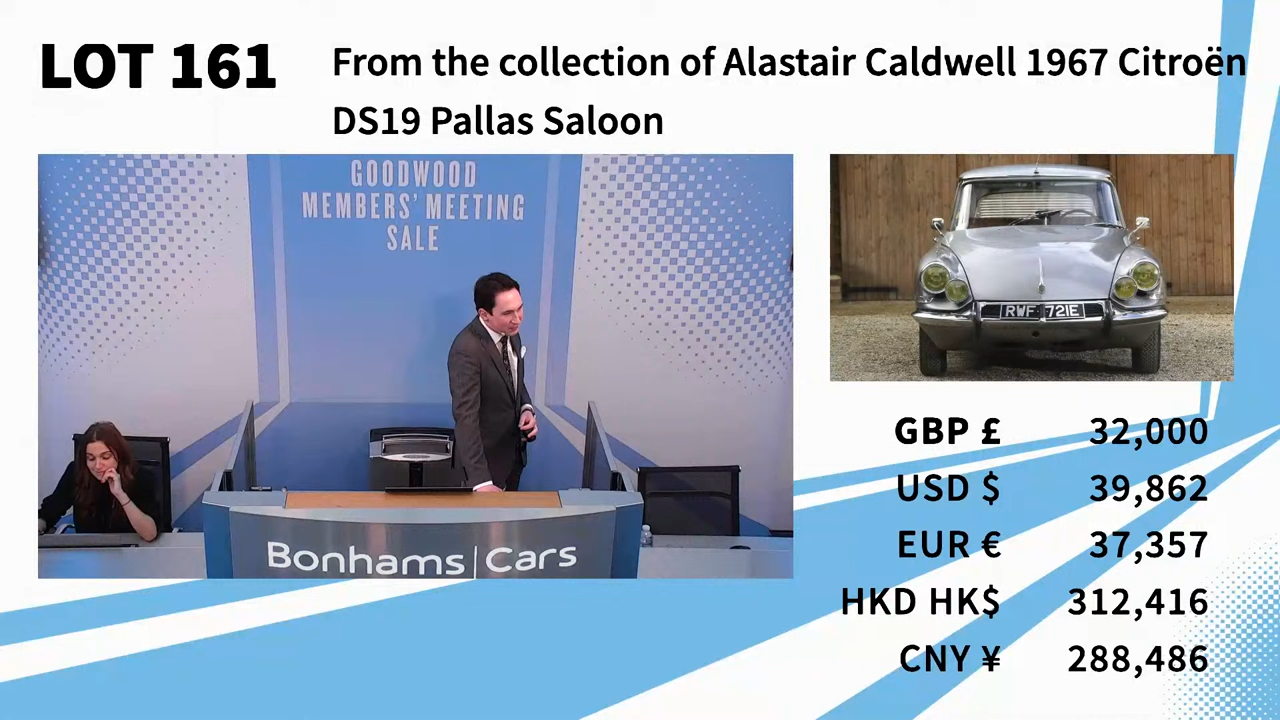 LOT 161
From the collection of Alastair Caldwell 1967 Citroën
DS19 Pallas Saloon
GOODWOOD
MEMBERS' MEETING
SALE
Bonhams|Cars
RWF 721E
GBP £ 32,000
USD $ 39,862
EUR € 37,357
HKD HK$ 312,416
CNY ¥ 288,486